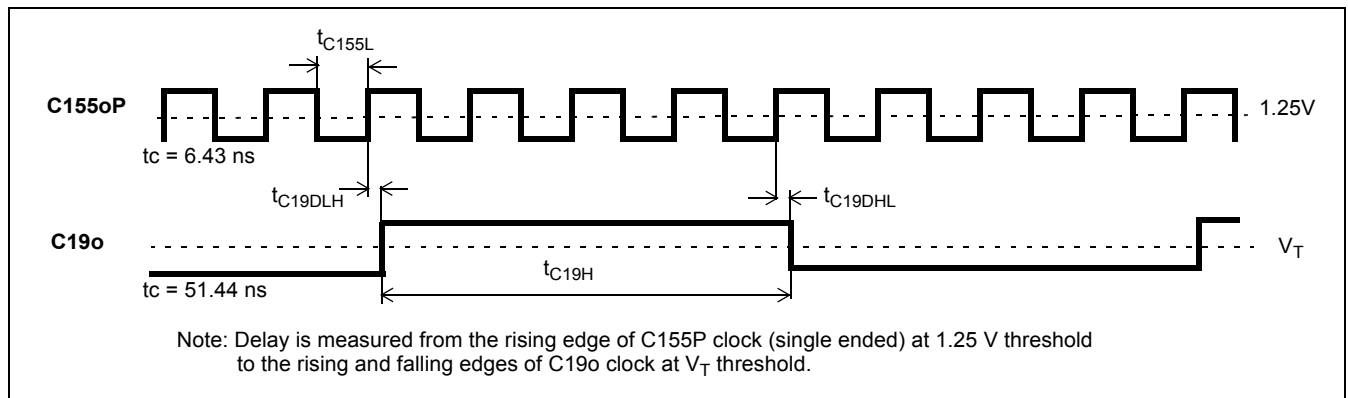 tC155L
C155oP
1.25V
tc = 6.43 ns
tC19DLH
tC19DHL
C19o
VT
tC19H
tc = 51.44 ns
Note: Delay is measured from the rising edge of C155P clock (single ended) at 1.25 V threshold
to the rising and falling edges of C19o clock at VT threshold.